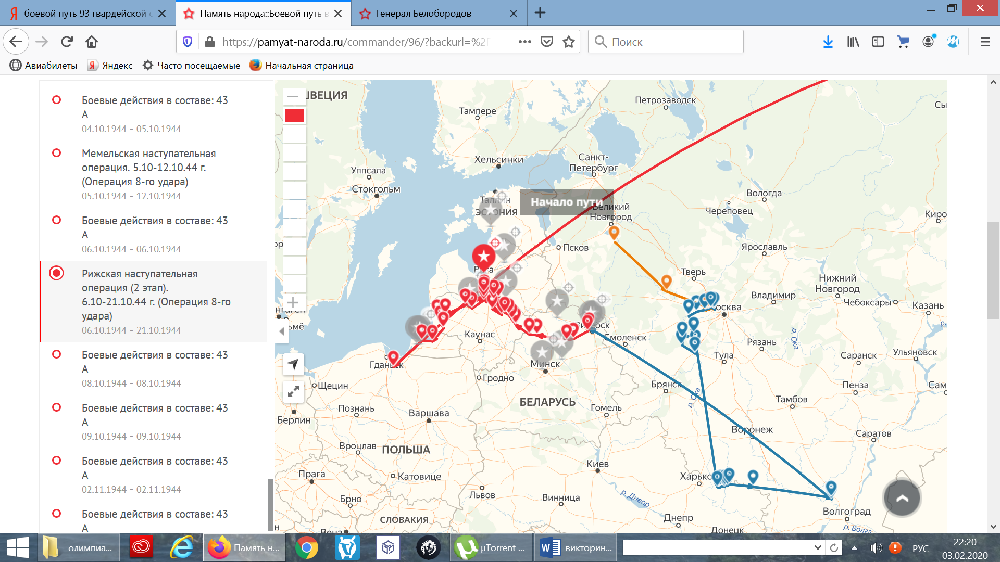 боевой путь 93 гвардейской с
Память народа::Боевой путь в
Генерал Белобородов
https://pamyat-naroda.ru/commander/96/?backurl=%2F
Поиск
Авиабилеты
Яндекс
Часто посещаемые
Начальная страница
Боевые действия в составе: 43
А
04.10.1944 - 05.10.1944
Мемельская наступательная
операция. 5.10-12.10.44 г.
(Операция 8-го удара)
05.10.1944 - 12.10.1944
Боевые действия в составе: 43
А
06.10.1944 - 06.10.1944
Рижская наступательная
операция (2 этап).
6.10-21.10.44 г. (Операция 8-го
удара)
06.10.1944 - 21.10.1944
Боевые действия в составе: 43
А
08.10.1944 - 08.10.1944
Боевые действия в составе: 43
А
09.10.1944 - 09.10.1944
Боевые действия в составе: 43
А
02.11.1944 - 02.11.1944
Боевые действия в составе: 43
А
ШВЕЦИЯ
Петрозаводск
Сы
Тампере
Хельсинки
Санкт-
Петербург
Уппсала
Стокгольм
Вологда
Таллин
ЭСТОНИЯ
Начало пути
Великий
Новгород
Череповец
Киро
Псков
Ярославль
Рига
Тверь
Нижний
Новгород
Владимир
Чебоксары
Казань
осква
Витебск
Каунас
Смоленск
р. Ока
Рязань
Тула
Саранск
Ульяновск
Гданьск
Минск
Гродно
Щецин
Брянск
р. Ока
Пенза
Сам
Тамбов
БЕЛАРУСЬ
Гомель
Познань
Варшава
Берлин
Воронеж
Саратов
Вроцлав
ПОЛЬША
Киев
Прага
Катовице
Харько
Львов
Винница
р. Днепр
Брно
СЛОВАКИЯ
Днепр
Волгоград
р. Волга
Донецк
Вена
олимпиа...
Память н...
µTorrent ...
викторин...
РУС
22:20
03.02.2020